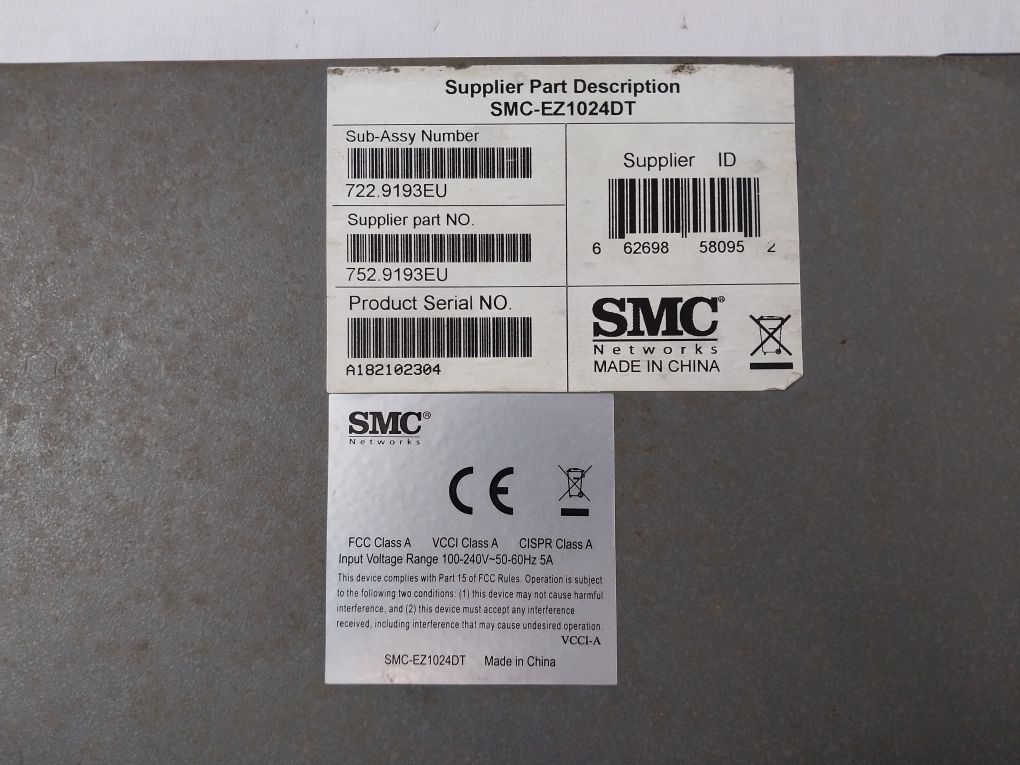 Supplier Part Description
SMC-EZ1024DT
Sub-Assy Number
722.9193EU
Supplier part NO.
752.9193EU
Product Serial NO.
A182102304
Supplier ID
6 62698 58095 2
SMC®
Networks
MADE IN CHINA
SMC®
Networks
CE
FCC Class A VCCI Class A CISPR Class A
Input Voltage Range 100-240V~50-60Hz 5A
This device complies with Part 15 of FCC Rules. Operation is subject
to the following two conditions: (1) this device may not cause harmful
interference, and (2) this device must accept any interference
received, including interference that may cause undesired operation.
VCCI-A
SMC-EZ1024DT Made in China